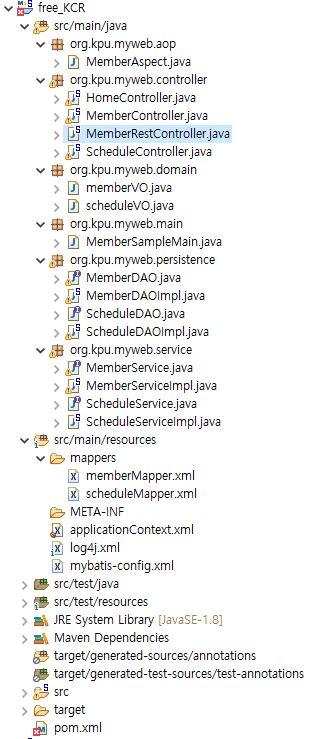 free_KCR
src/main/java
org.kpu.myweb.aop
MemberAspect.java
org.kpu.myweb.controller
HomeController.java
MemberController.java
MemberRestController.java
ScheduleController.java
org.kpu.myweb.domain
memberVO.java
scheduleVO.java
org.kpu.myweb.main
MemberSampleMain.java
org.kpu.myweb.persistence
MemberDAO.java
MemberDAOImpl.java
ScheduleDAO.java
ScheduleDAOImpl.java
org.kpu.myweb.service
MemberService.java
MemberServiceImpl.java
ScheduleService.java
ScheduleServiceImpl.java
src/main/resources
mappers
memberMapper.xml
scheduleMapper.xml
META-INF
applicationContext.xml
log4j.xml
mybatis-config.xml
src/test/java
src/test/resources
JRE System Library [JavaSE-1.8]
Maven Dependencies
target/generated-sources/annotations
target/generated-test-sources/test-annotations
src
target
pom.xml